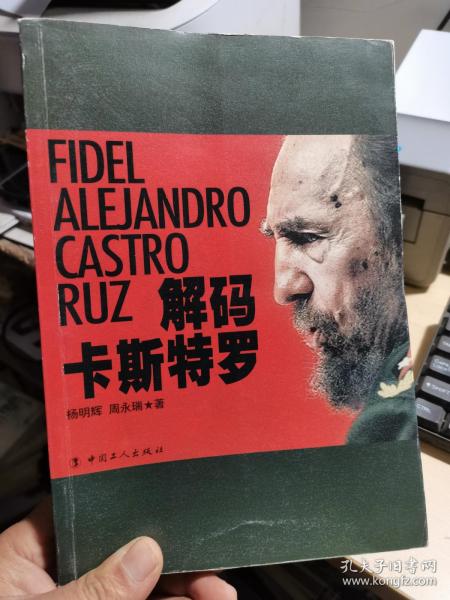 FIDEL
ALEJANDRO
CASTRO
RUZ 解码
卡斯特罗
杨明辉 周永瑞★著
中国工人出版社
孔夫子旧书网
www.kongfz.com